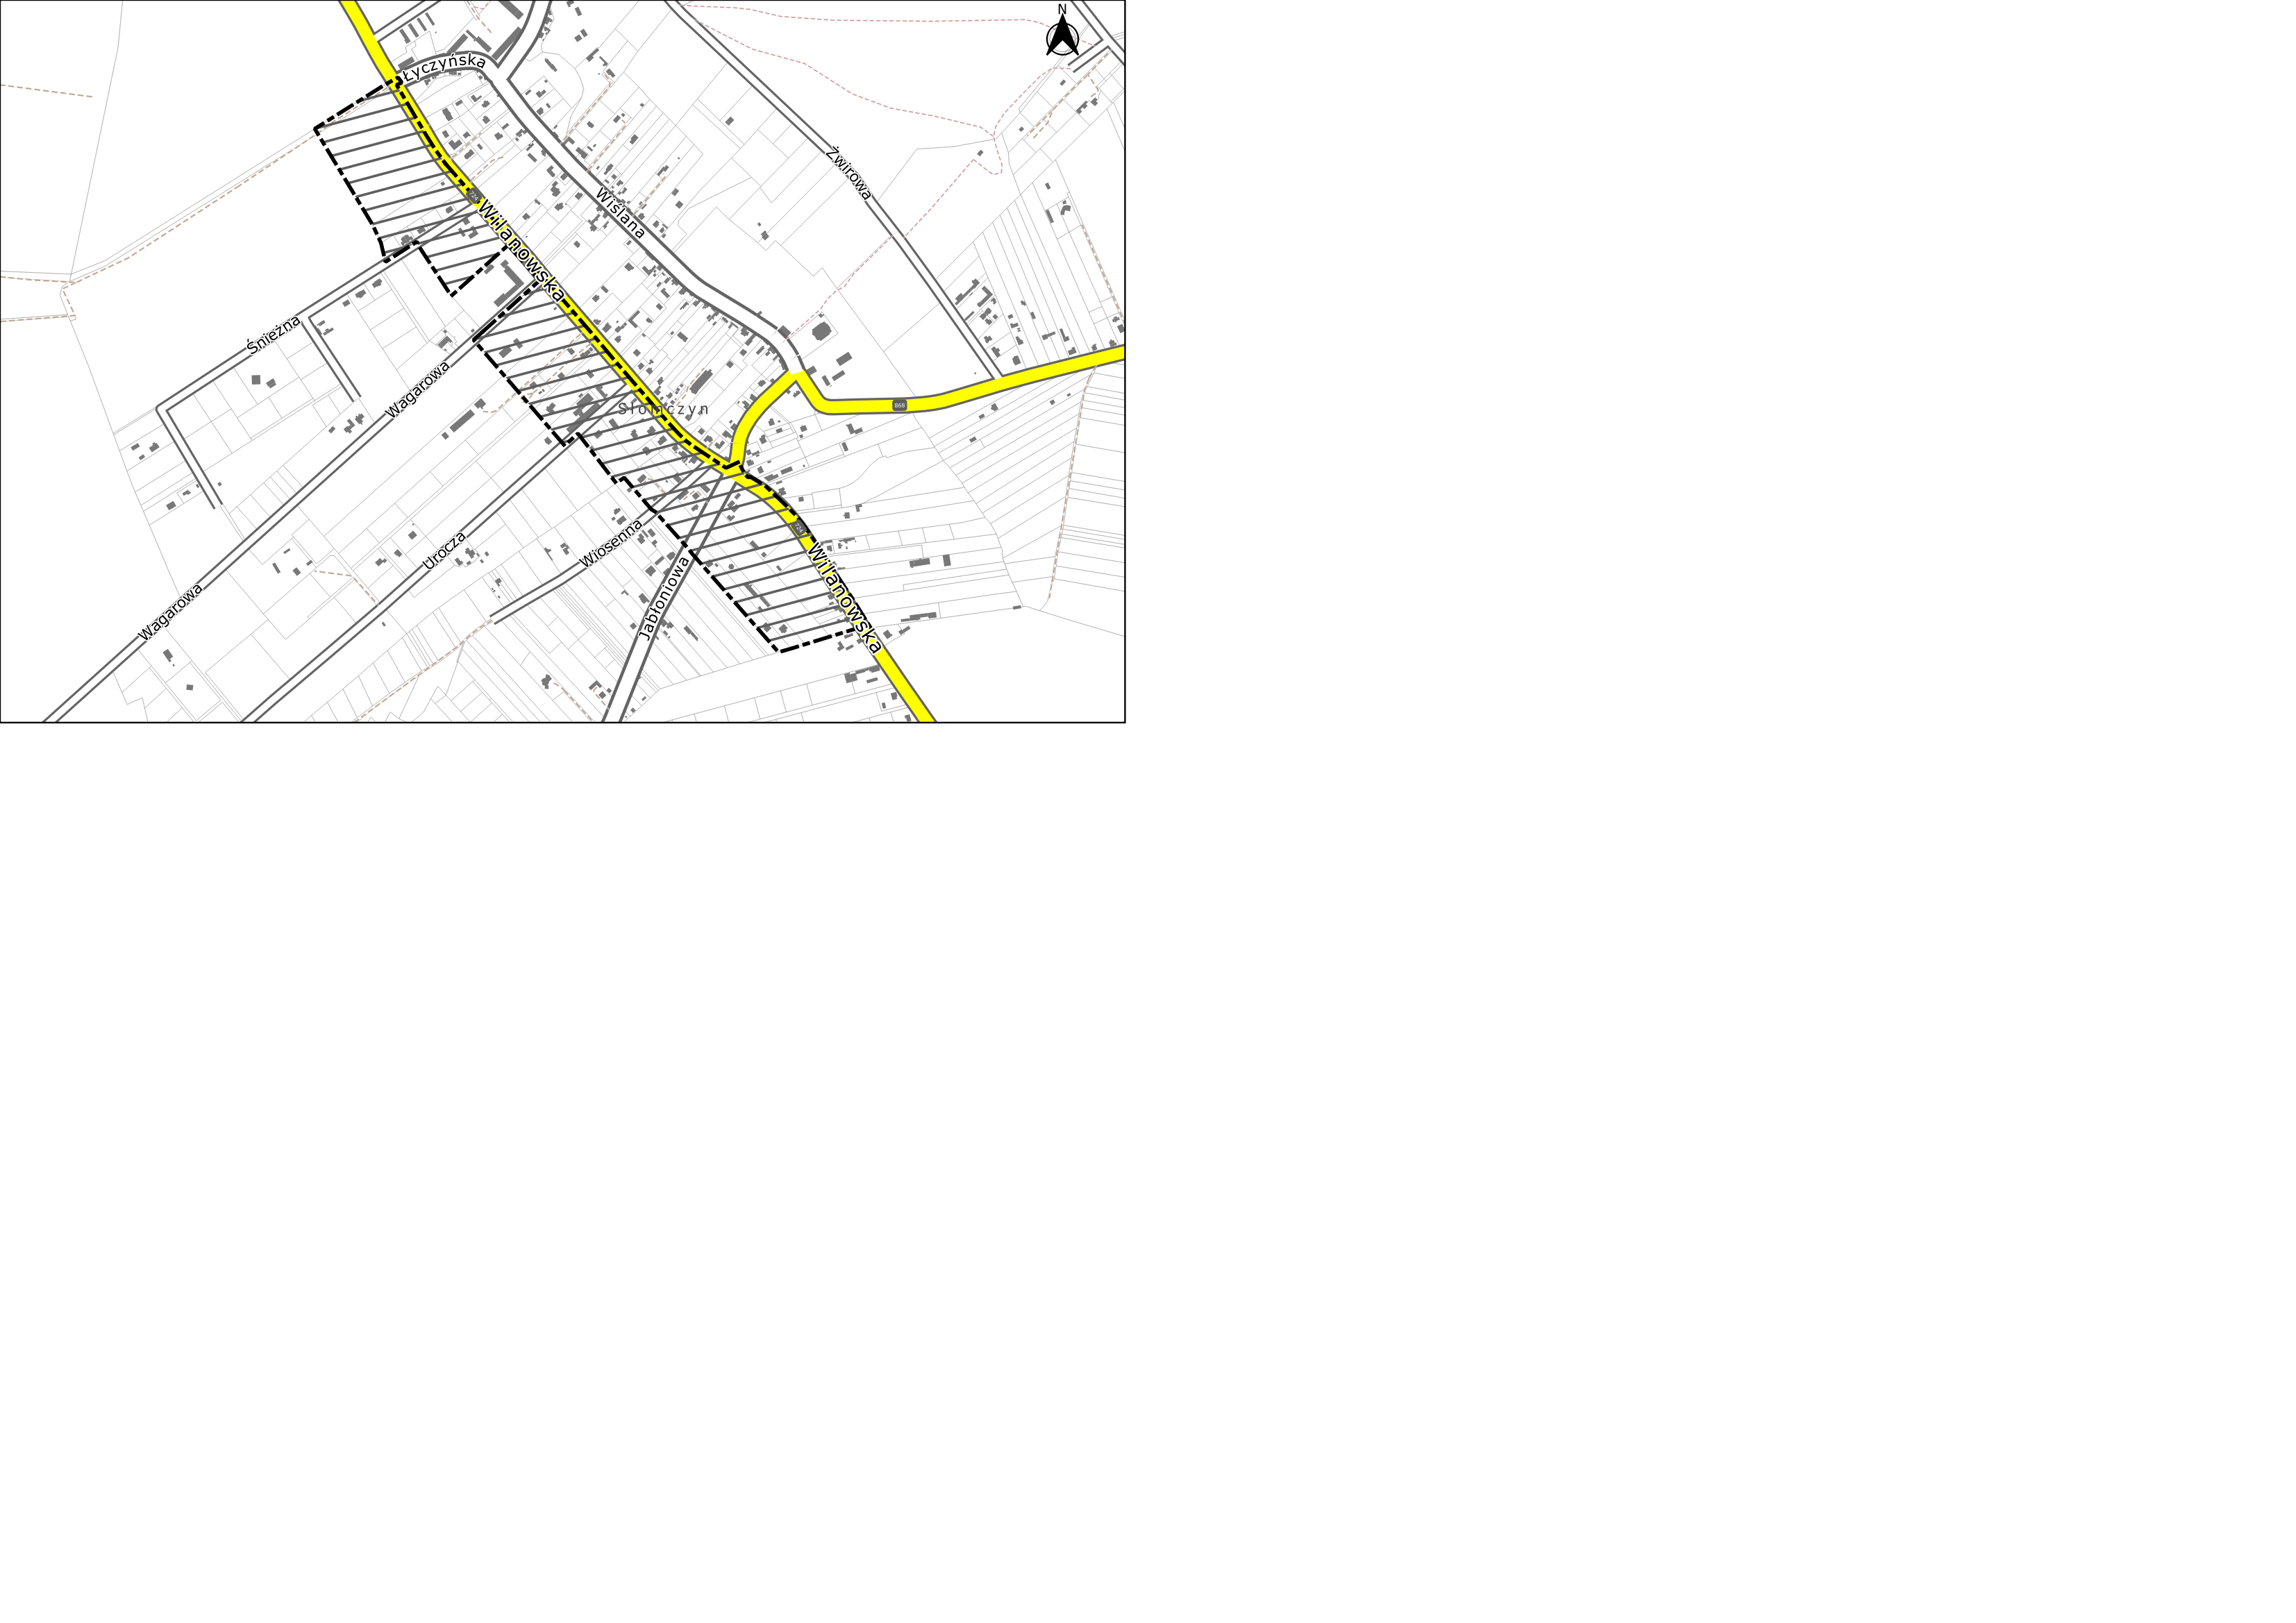 N
Łyczyńska
Żwirowa
Wiślana
Wilanowska
Śnieżna
Wagarowa
868
Słomczyn
Wiosenna
Urocza
Wilanowska
Jabłoniowa
Wagarowa